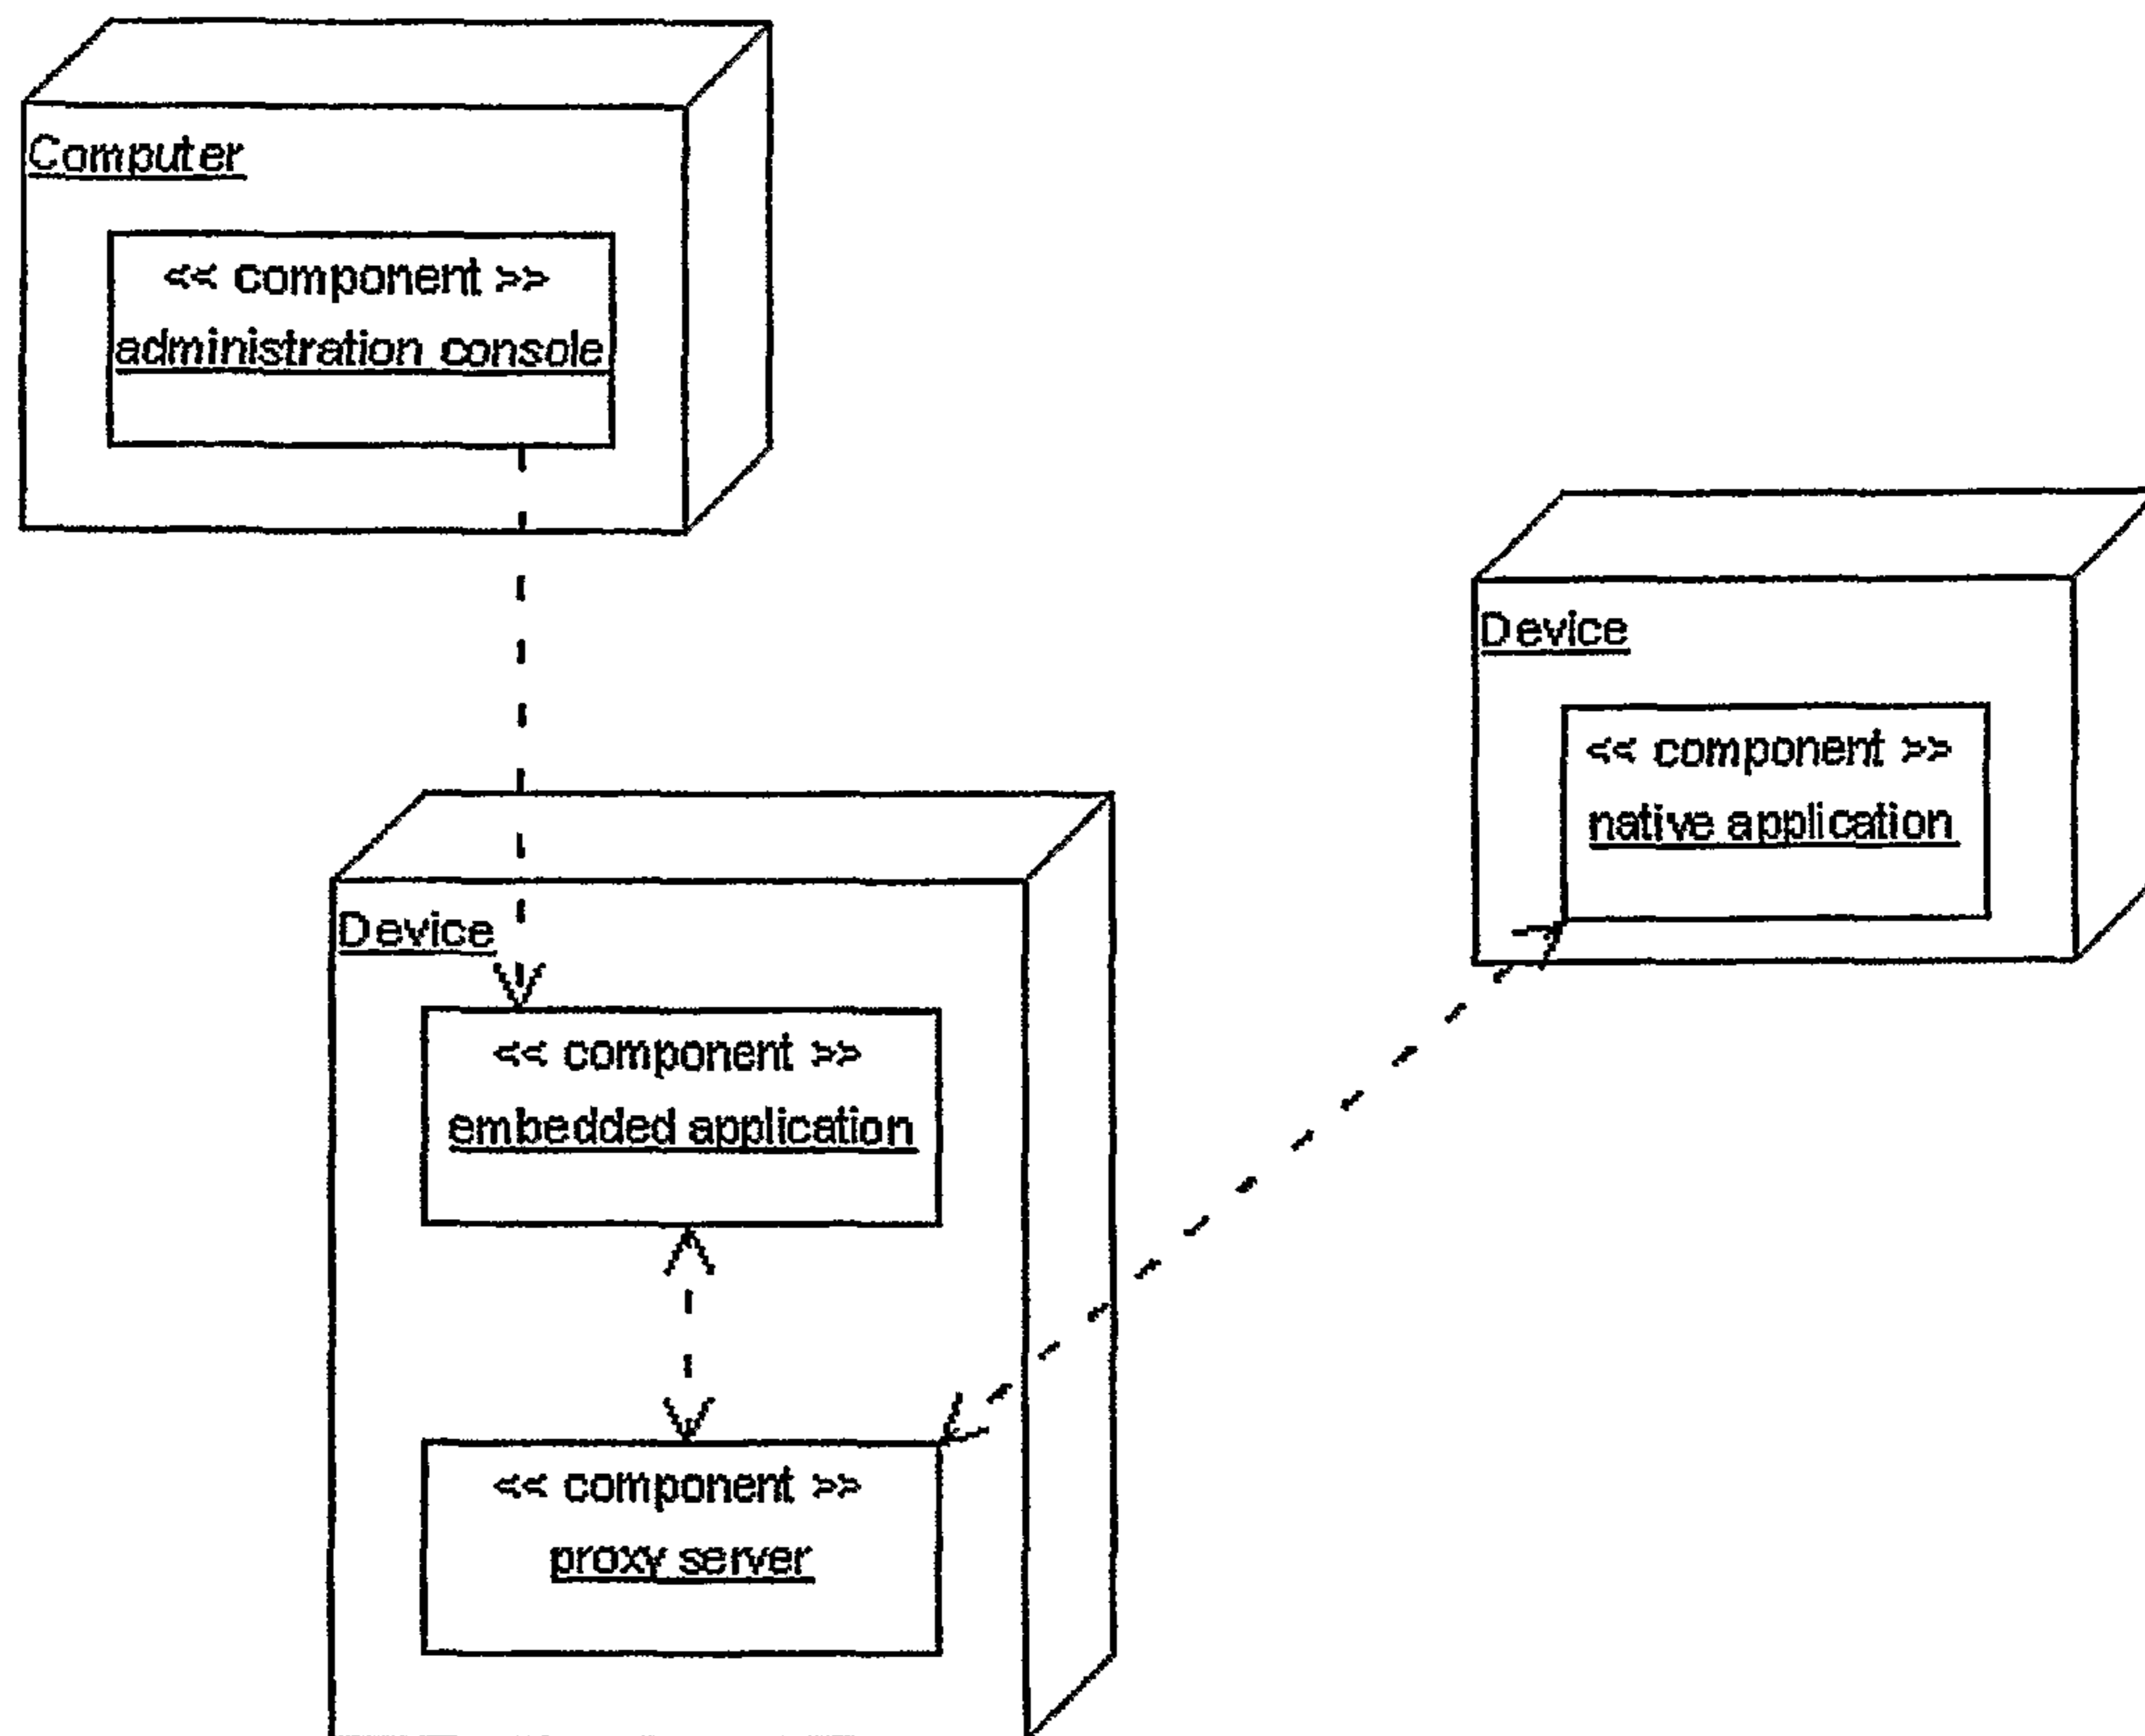 Computer
<< component >>
administration console
Device
<< component >>
native application
Device
<< component >>
embedded application
<< component >>
proxy server